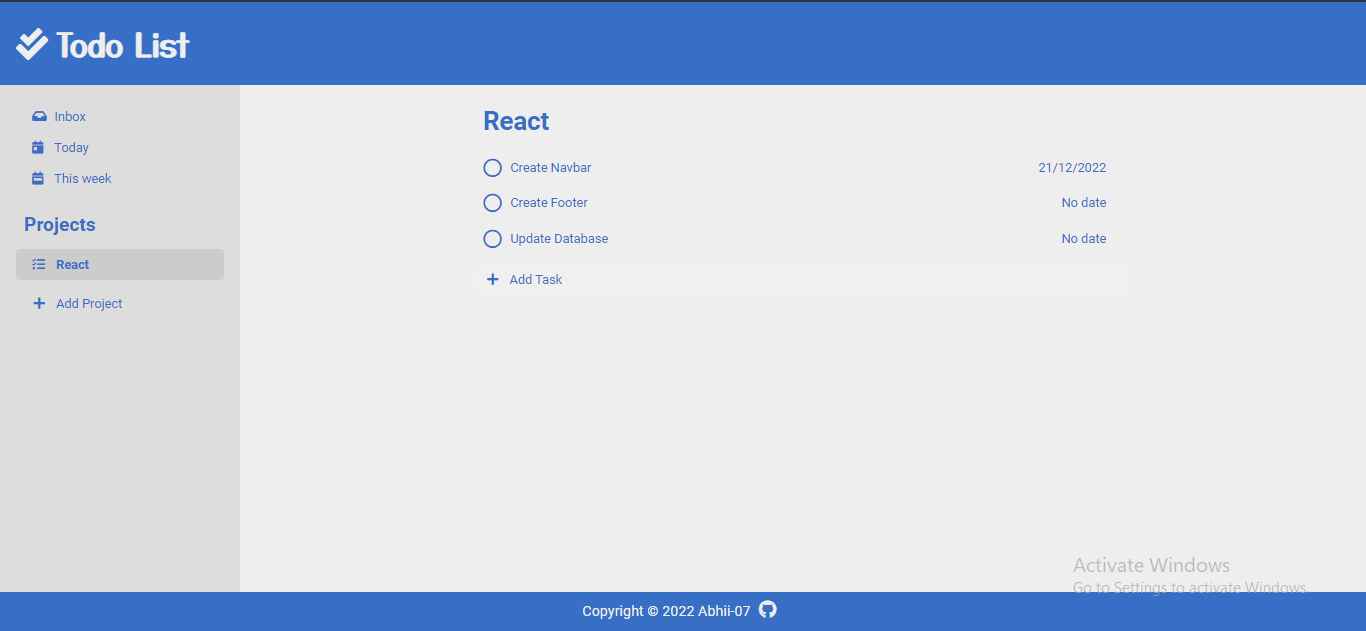 Todo List
Inbox
Today
This week
Projects
React
Add Project
React
Create Navbar 21/12/2022
Create Footer No date
Update Database No date
Add Task
Activate Windows
Go to Settings to activate Windows.
Copyright © 2022 Abhii-07